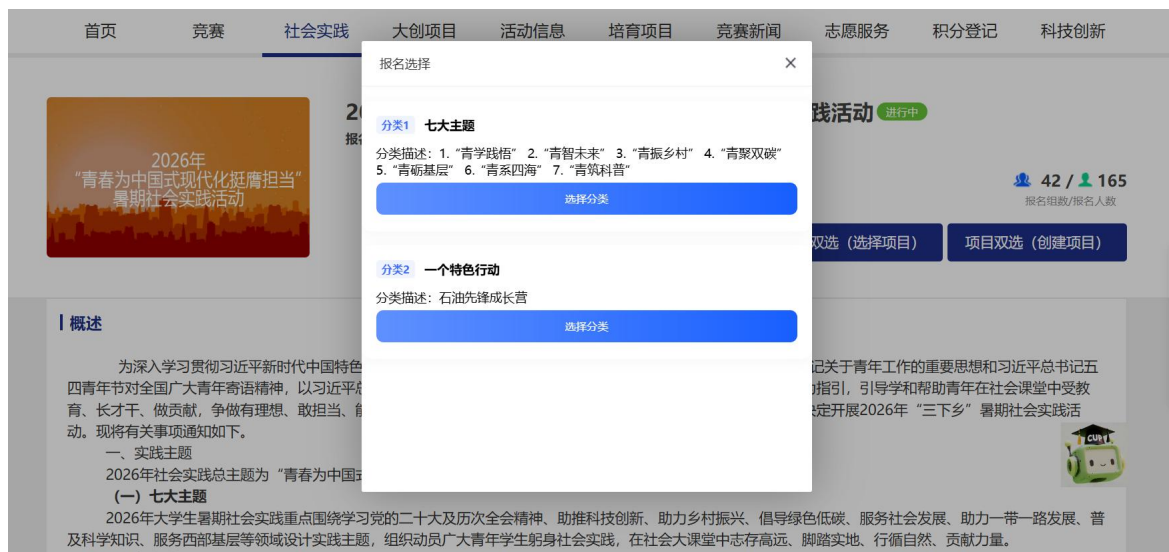 首页 竞赛 社会实践 大创项目 活动信息 培育项目 竞赛新闻 志愿服务 积分登记 科技创新
报名选择 ×
2026年
“青春为中国式现代化挺膺担当”
暑期社会实践活动
践活动 进行中
分类1 七大主题
分类描述：1. “青学践悟” 2. “青智未来” 3. “青振乡村” 4. “青聚双碳”
5. “青砺基层” 6. “青系四海” 7. “青筑科普”
选择分类
42 / 165
报名组数/报名人数
双选（选择项目） 项目双选（创建项目）
分类2 一个特色行动
分类描述：石油先锋成长营
选择分类
概述
为深入学习贯彻习近平新时代中国特色
记关于青年工作的重要思想和习近平总书记五
四青年节对全国广大青年寄语精神，以习近平总
指引，引导学和帮助青年在社会课堂中受教
育、长才干、做贡献，争做有理想、敢担当、能
定开展2026年“三下乡”暑期社会实践活
动。现将有关事项通知如下。
一、实践主题
2026年社会实践总主题为“青春为中国式
（一）七大主题
2026年大学生暑期社会实践重点围绕学习党的二十大及历次全会精神、助推科技创新、助力乡村振兴、倡导绿色低碳、服务社会发展、助力一带一路发展、普
及科学知识、服务西部基层等领域设计实践主题，组织动员广大青年学生躬身社会实践，在社会大课堂中志存高远、脚踏实地、行循自然、贡献力量。
CUPT